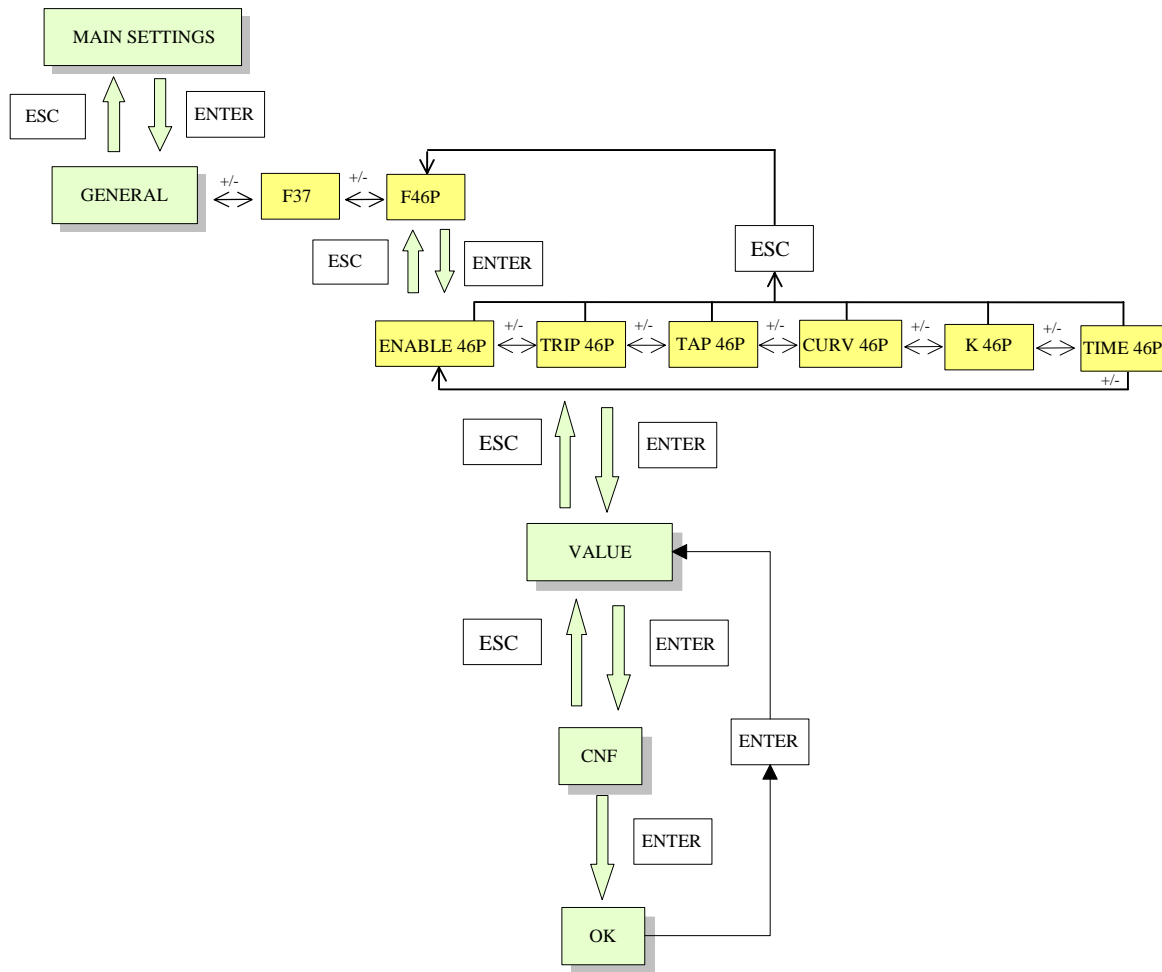 MAIN SETTINGS
ESC
ENTER
GENERAL
+/-
F37
+/-
F46P
ESC
ENTER
ESC
ENABLE 46P
+/-
TRIP 46P
+/-
TAP 46P
+/-
CURV 46P
+/-
K 46P
+/-
TIME 46P
+/-
ESC
ENTER
VALUE
ESC
ENTER
CNF
ENTER
ENTER
OK